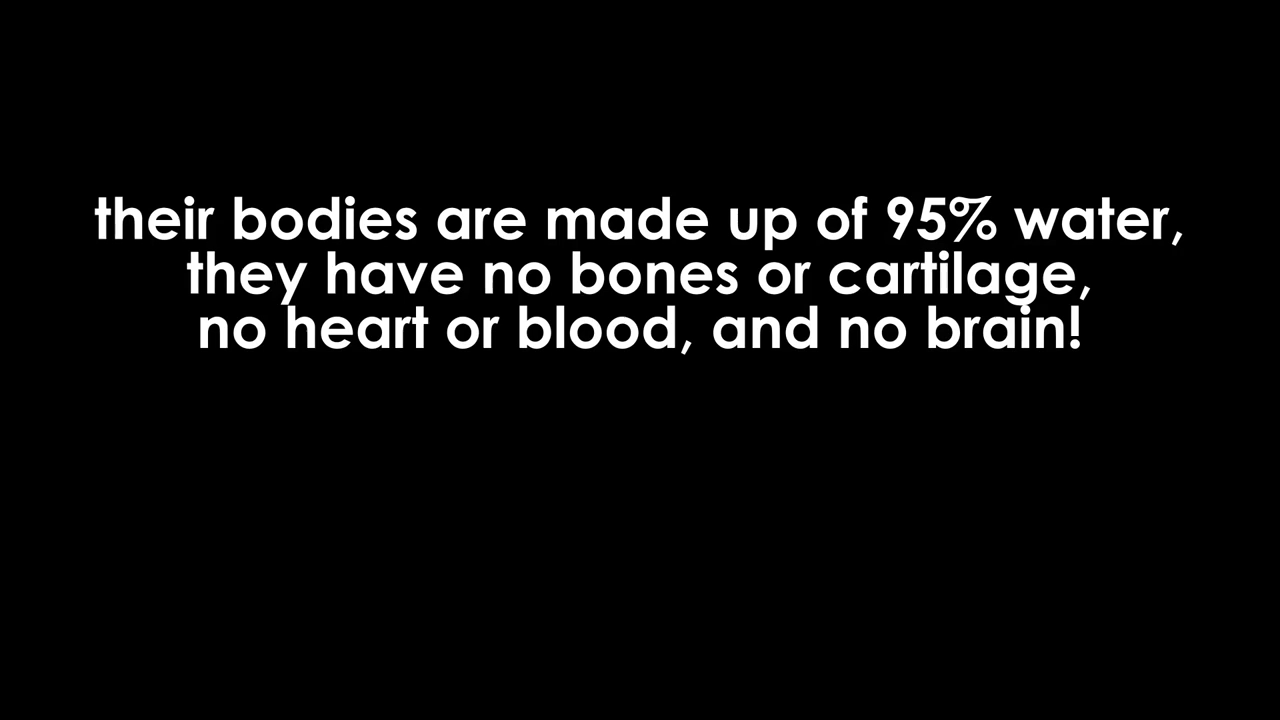 their bodies are made up of 95% water,
they have no bones or cartilage,
no heart or blood, and no brain!